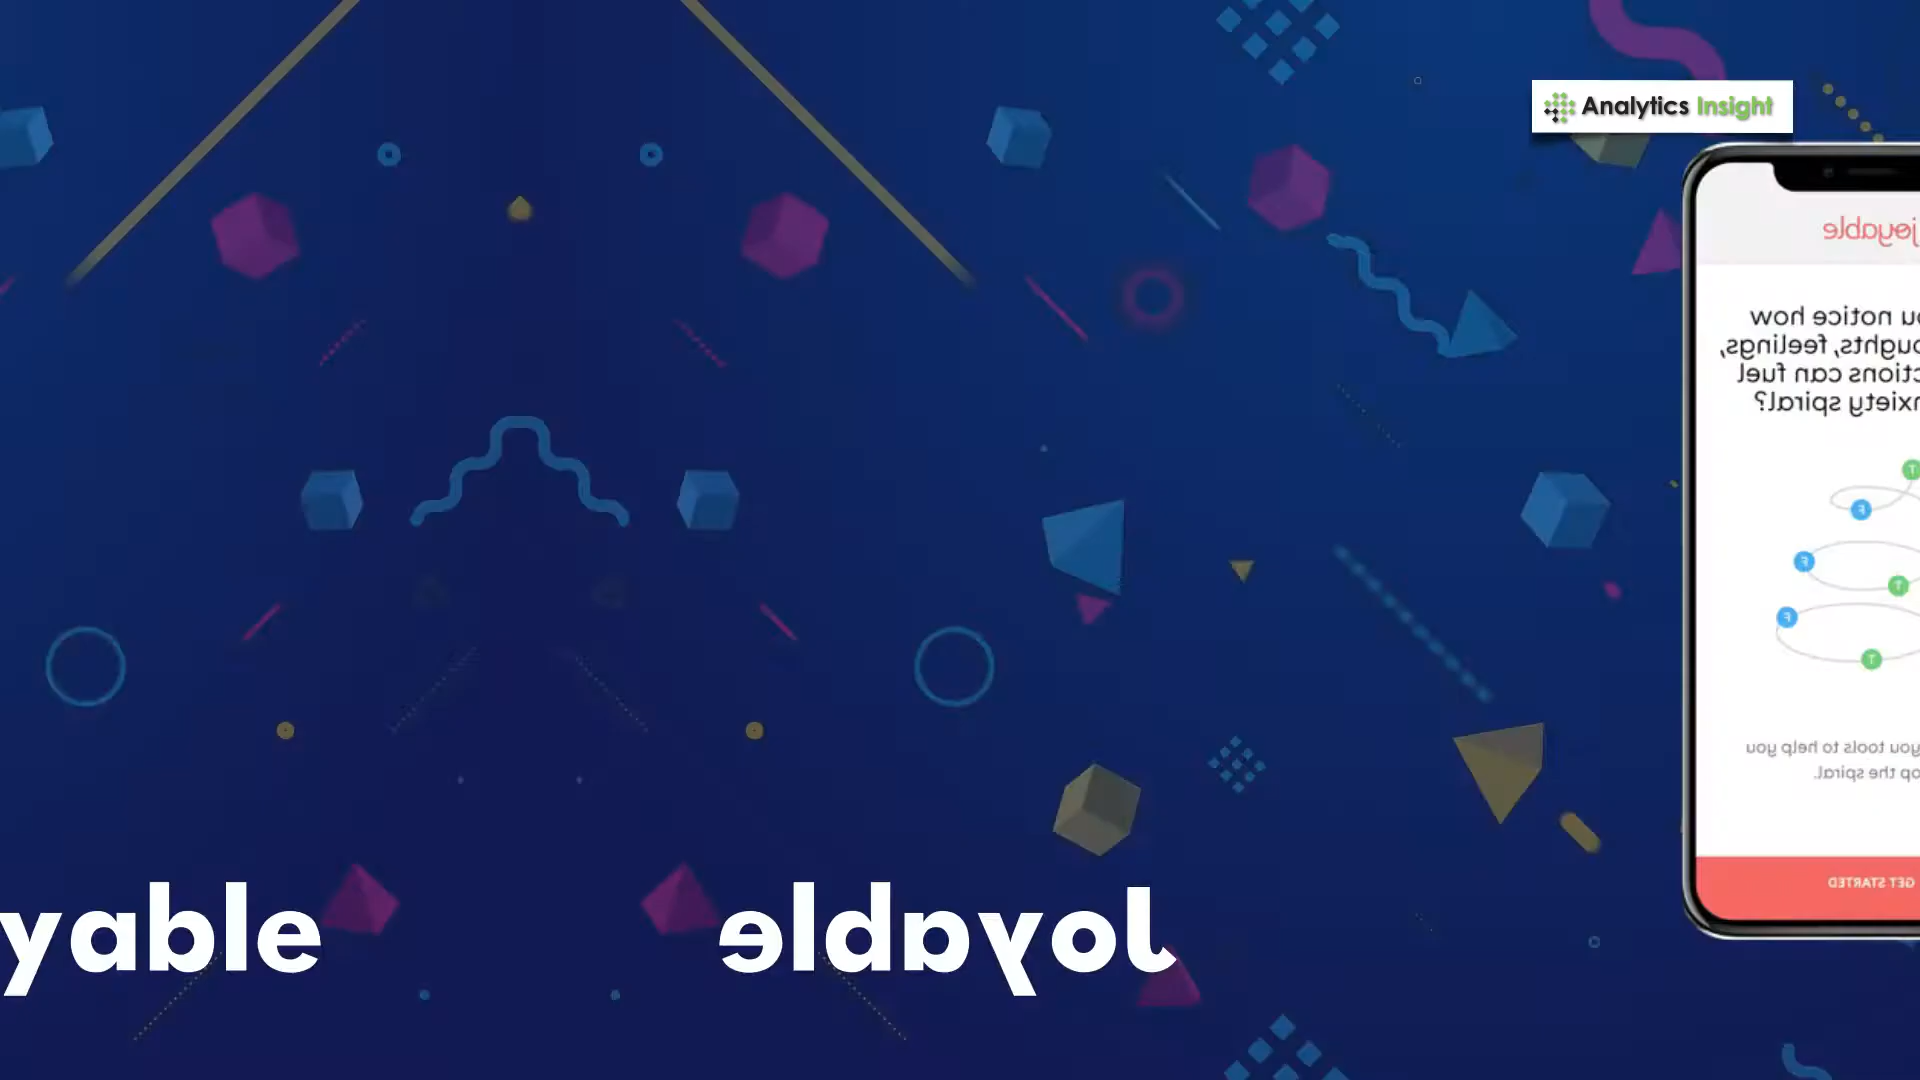 Analytics Insight
joyable
u notice how
oughts, feelings,
ctions can fuel
nxiety spiral?
T
F
F
T
F
T
you tools to help you
op the spiral.
GET STARTED
yable
Joyable